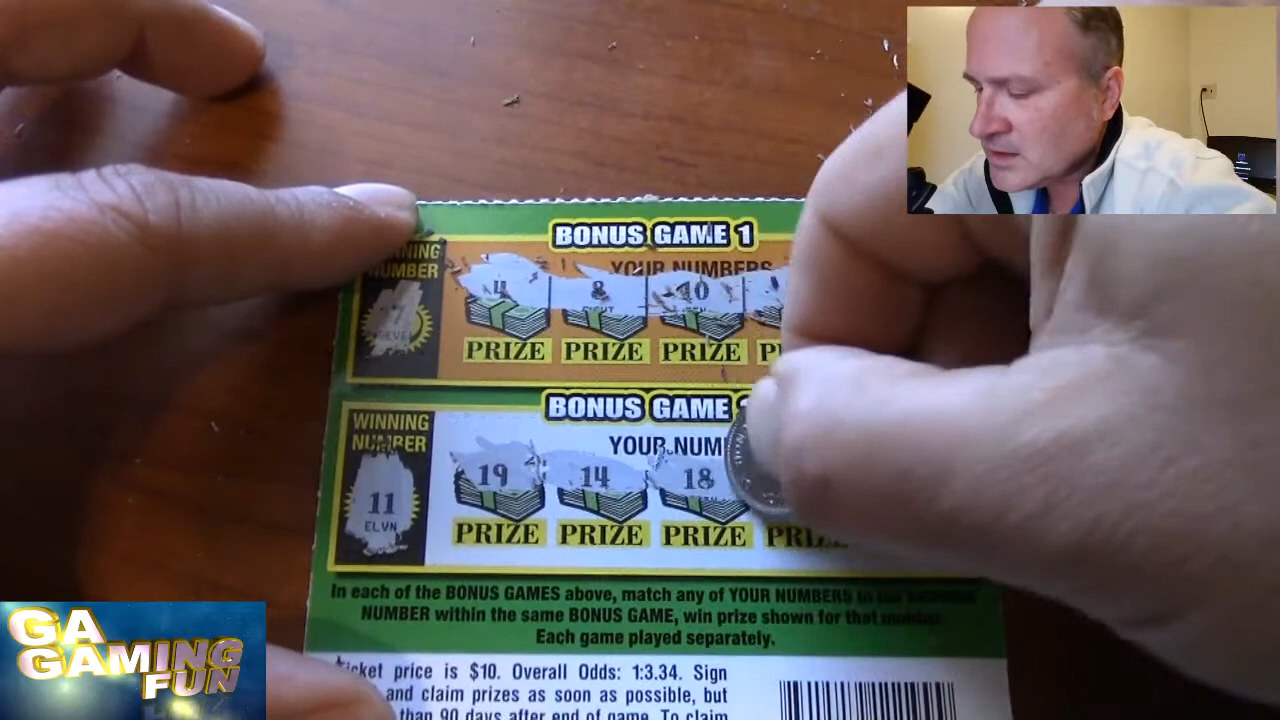 BONUS GAME 1
WINNING
NUMBER
YOUR NUMBERS
4 8 10
7
PRIZE PRIZE PRIZE
BONUS GAME
WINNING
NUMBER
YOUR NUM
19 14 18
11
ELVN
PRIZE PRIZE PRIZE PRIZE
In each of the BONUS GAMES above, match any of YOUR NUMBERS to the WINNING
NUMBER within the same BONUS GAME, win prize shown for that number.
Each game played separately.
Ticket price is $10. Overall Odds: 1:3.34. Sign
and claim prizes as soon as possible, but
than 90 days after end of game. To claim
GA
GAMING
FUN